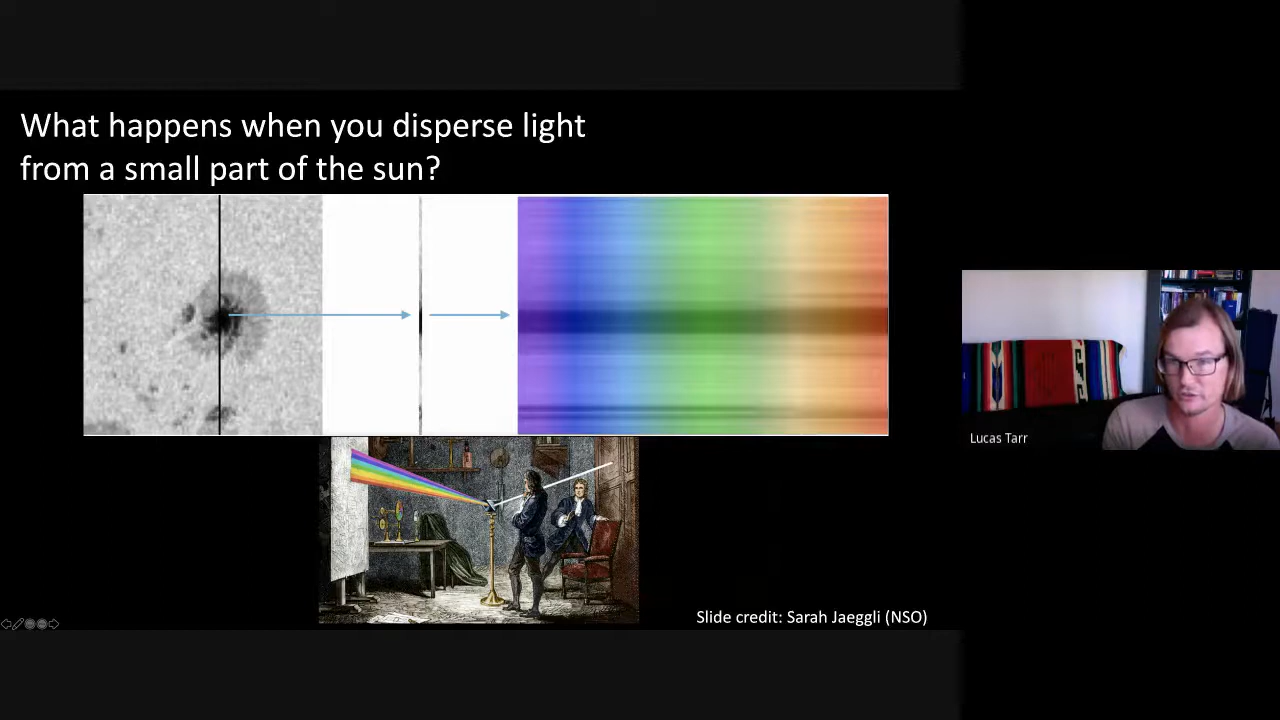 What happens when you disperse light
from a small part of the sun?
Lucas Tarr
Slide credit: Sarah Jaeggli (NSO)